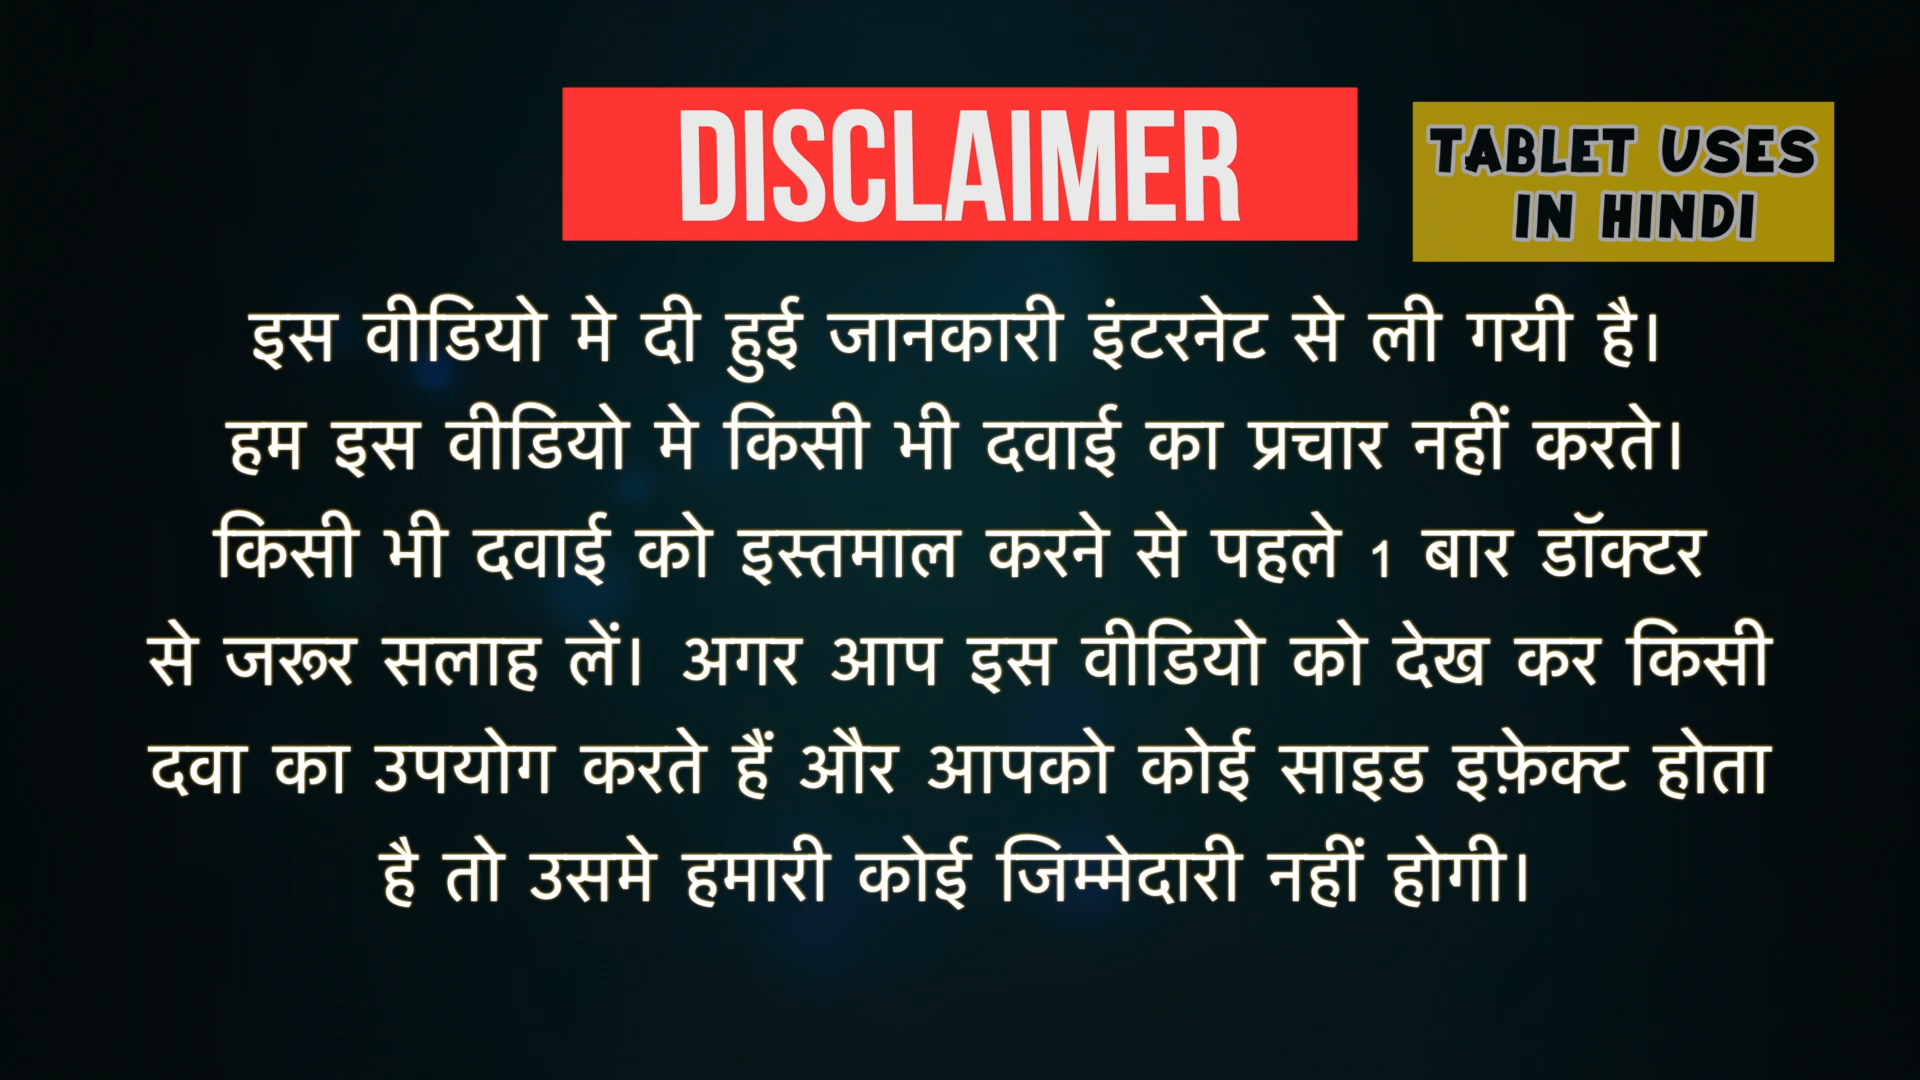 DISCLAIMER
TABLET USES
IN HINDI
इस वीडियो मे दी हुई जानकारी इंटरनेट से ली गयी है।
हम इस वीडियो मे किसी भी दवाई का प्रचार नहीं करते।
किसी भी दवाई को इस्तमाल करने से पहले 1 बार डॉक्टर
से जरूर सलाह लें। अगर आप इस वीडियो को देख कर किसी
दवा का उपयोग करते हैं और आपको कोई साइड इफ़ेक्ट होता
है तो उसमे हमारी कोई जिम्मेदारी नहीं होगी।